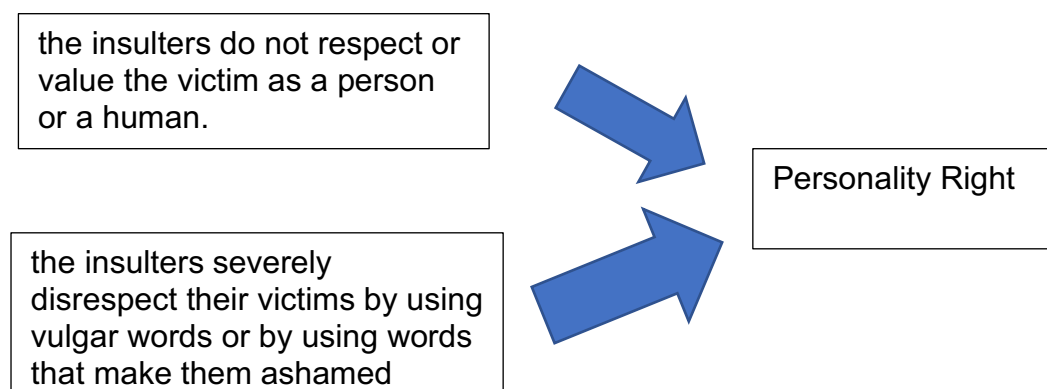 the insulters do not respect or
value the victim as a person
or a human.
Personality Right
the insulters severely
disrespect their victims by using
vulgar words or by using words
that make them ashamed